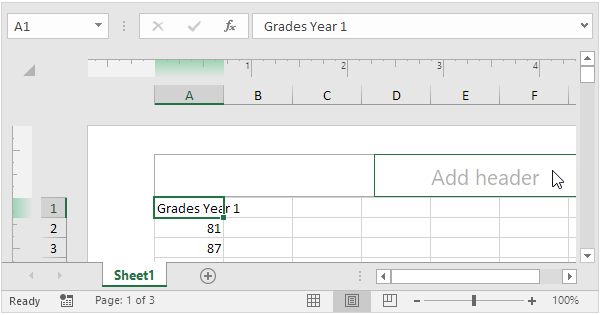 A1 fx Grades Year 1
1 2 3 4
A B C D E F
Add header
1 Grades Year 1
2 81
3 87
Sheet1
Ready Page: 1 of 3 100%